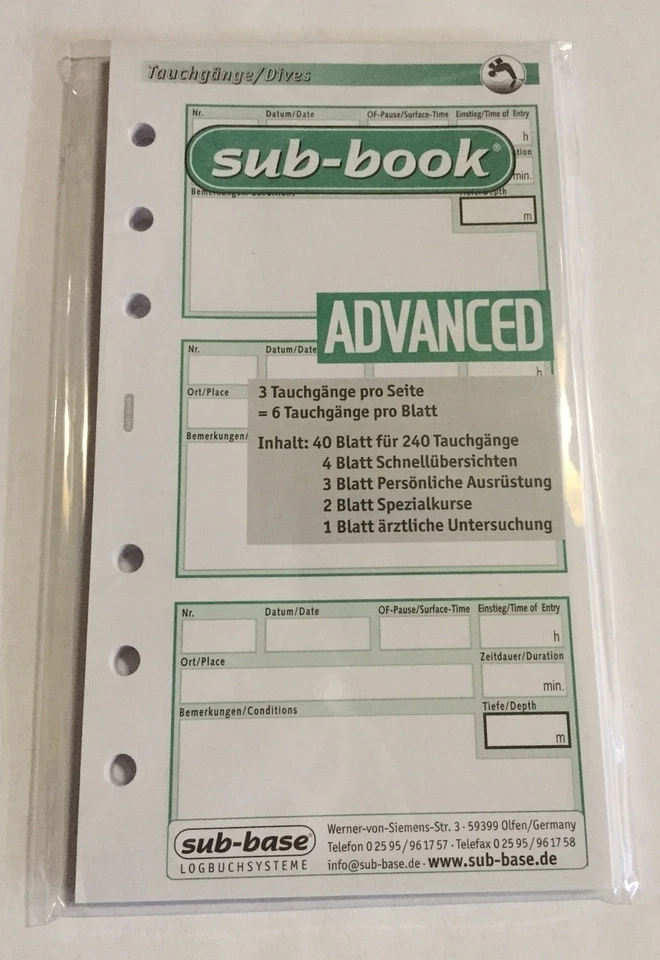 Tauchgänge/Dives
Nr. Datum/Date OF-Pause/Surface-Time Einstieg/Time of Entry
h
sub-book®
min.
m
ADVANCED
Nr. Datum/Date
h
Ort/Place
Bemerkungen/
3 Tauchgänge pro Seite
= 6 Tauchgänge pro Blatt
Inhalt: 40 Blatt für 240 Tauchgänge
4 Blatt Schnellübersichten
3 Blatt Persönliche Ausrüstung
2 Blatt Spezialkurse
1 Blatt ärztliche Untersuchung
Nr. Datum/Date OF-Pause/Surface-Time Einstieg/Time of Entry
h
Ort/Place Zeitdauer/Duration
min.
Bemerkungen/Conditions Tiefe/Depth
m
sub-base®
LOGBUCHSYSTEME
Werner-von-Siemens-Str. 3 · 59399 Olfen/Germany
Telefon 0 25 95 / 96 17 57 · Telefax 0 25 95 / 96 17 58
info@sub-base.de · www.sub-base.de